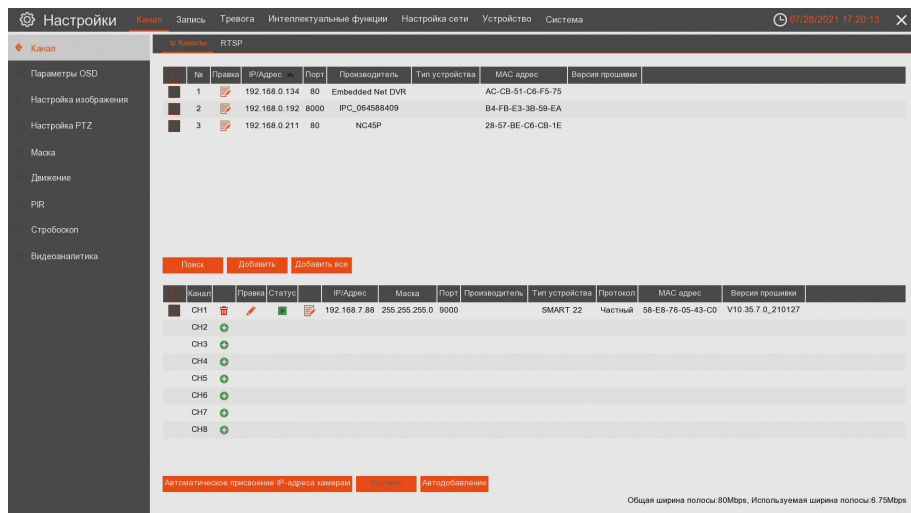 Настройки Канал Запись Тревога Интеллектуальные функции Настройка сети Устройство Система 07/28/2021 17:20:13
Канал
Параметры OSD
Настройка изображения
Настройка PTZ
Маска
Движение
PIR
Стробоскоп
Видеоаналитика
Ip Каналы RTSP
№ Правка IP/Адрес Порт Производитель Тип устройства MAC адрес Версия прошивки
1 192.168.0.134 80 Embedded Net DVR AC-CB-51-C6-F5-75
2 192.168.0.192 8000 IPC_064588409 B4-FB-E3-3B-59-EA
3 192.168.0.211 80 NC45P 28-57-BE-C6-CB-1E
Поиск Добавить Добавить все
Канал Правка Статус IP/Адрес Маска Порт Производитель Тип устройства Протокол MAC адрес Версия прошивки
CH1 192.168.7.88 255.255.255.0 9000 SMART 22 Частный 58-E8-76-05-43-C0 V10.35.7.0_210127
CH2
CH3
CH4
CH5
CH6
CH7
CH8
Автоматическое присвоение IP-адреса камерам Удалить Автодобавление
Общая ширина полосы:80Mbps, Используемая ширина полосы:6.75Mbps